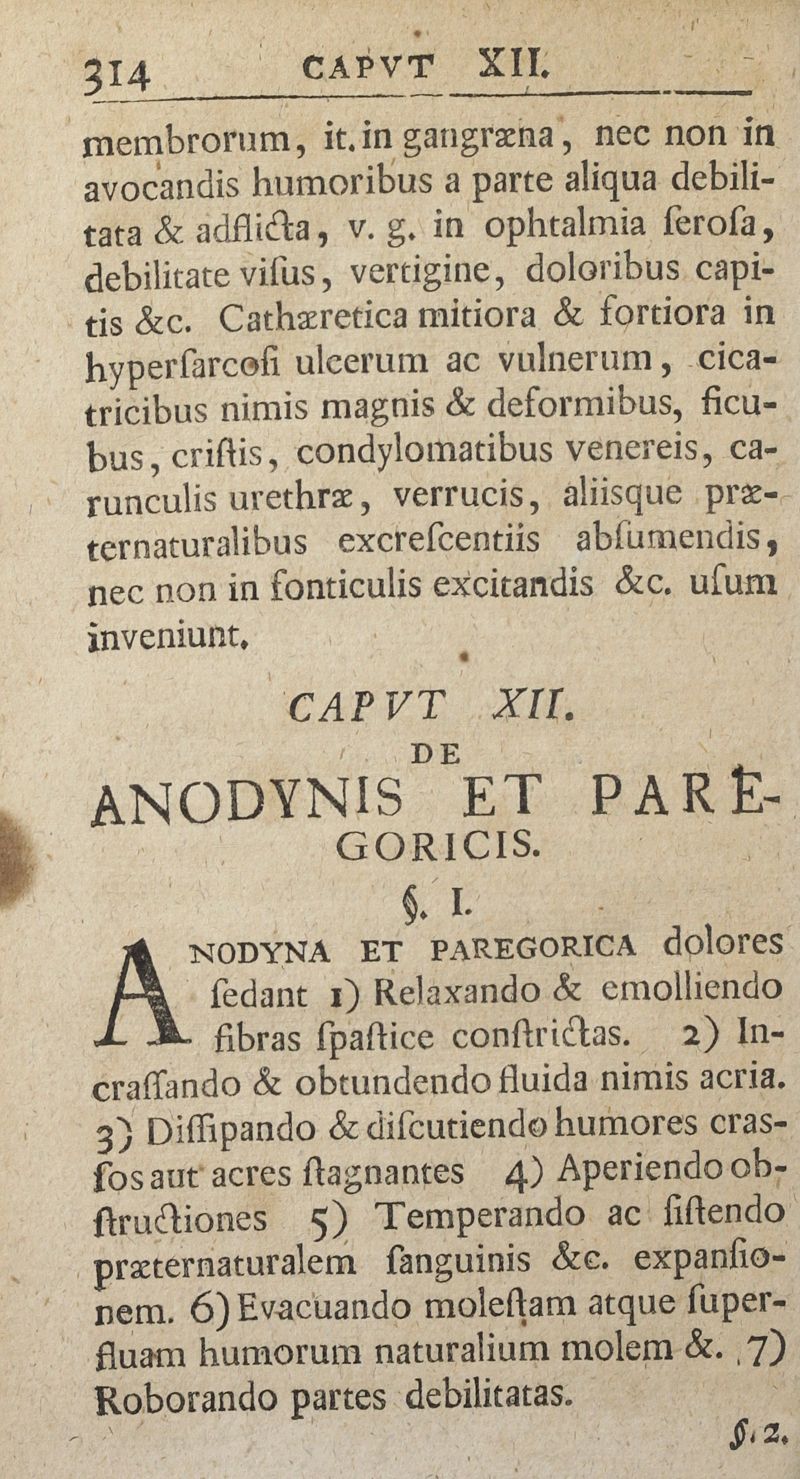 314 CAPVT XII.
membrorum, it. in gangræna, nec non in
avocandis humoribus a parte aliqua debili-
tata & adflicta, v. g. in ophtalmia ſeroſa,
debilitate viſus, vertigine, doloribus capi-
tis &c. Cathæretica mitiora & fortiora in
hyperſarcoſi ulcerum ac vulnerum, cica-
tricibus nimis magnis & deformibus, ficu-
bus, criſtis, condylomatibus venereis, ca-
runculis urethræ, verrucis, aliisque præ-
ternaturalibus excreſcentiis abſumendis,
nec non in fonticulis excitandis &c. uſum
inveniunt.
CAPVT XII.
DE
ANODYNIS ET PARE-
GORICIS.
§. I.
ANODYNA ET PAREGORICA dolores
ſedant 1) Relaxando & emolliendo
fibras ſpaſtice conſtrictas. 2) In-
craſſando & obtundendo fluida nimis acria.
3) Diſſipando & diſcutiendo humores cras-
ſos aut acres ſtagnantes 4) Aperiendo ob-
ſtructiones 5) Temperando ac ſiſtendo
præternaturalem ſanguinis &c. expanſio-
nem. 6) Evacuando moleſtam atque ſuper-
fluam humorum naturalium molem &. 7)
Roborando partes debilitatas.
§. 2.